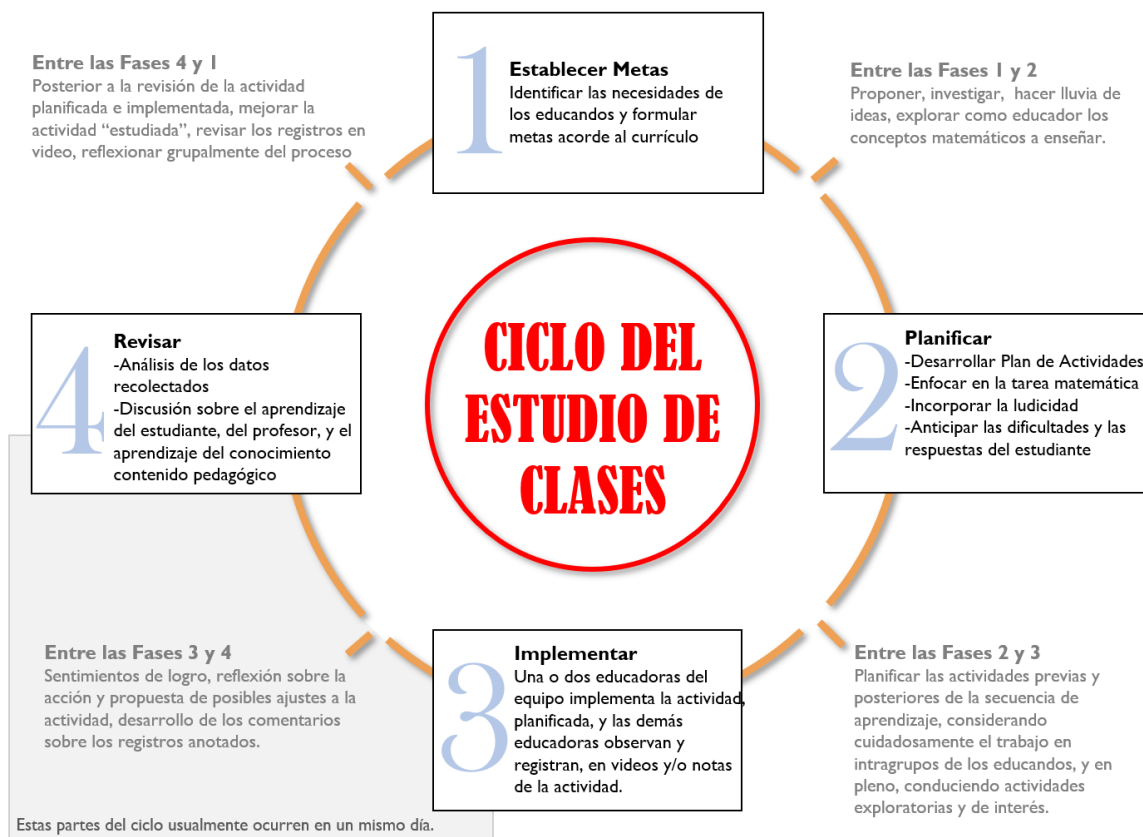 Entre las Fases 4 y 1
Posterior a la revisión de la actividad
planificada e implementada, mejorar la
actividad “estudiada”, revisar los registros en
video, reflexionar grupalmente del proceso
1
Establecer Metas
Identificar las necesidades de
los educandos y formular
metas acorde al currículo
Entre las Fases 1 y 2
Proponer, investigar, hacer lluvia de
ideas, explorar como educador los
conceptos matemáticos a enseñar.
4
Revisar
-Análisis de los datos
recolectados
-Discusión sobre el aprendizaje
del estudiante, del profesor, y el
aprendizaje del conocimiento
contenido pedagógico
CICLO DEL
ESTUDIO DE
CLASES
2
Planificar
-Desarrollar Plan de Actividades
-Enfocar en la tarea matemática
-Incorporar la ludicidad
-Anticipar las dificultades y las
respuestas del estudiante
Entre las Fases 3 y 4
Sentimientos de logro, reflexión sobre la
acción y propuesta de posibles ajustes a la
actividad, desarrollo de los comentarios
sobre los registros anotados.
3
Implementar
Una o dos educadoras del
equipo implementa la actividad,
planificada, y las demás
educadoras observan y
registran, en videos y/o notas
de la actividad.
Entre las Fases 2 y 3
Planificar las actividades previas y
posteriores de la secuencia de
aprendizaje, considerando
cuidadosamente el trabajo en
intragrupos de los educandos, y en
pleno, conduciendo actividades
exploratorias y de interés.
Estas partes del ciclo usualmente ocurren en un mismo día.